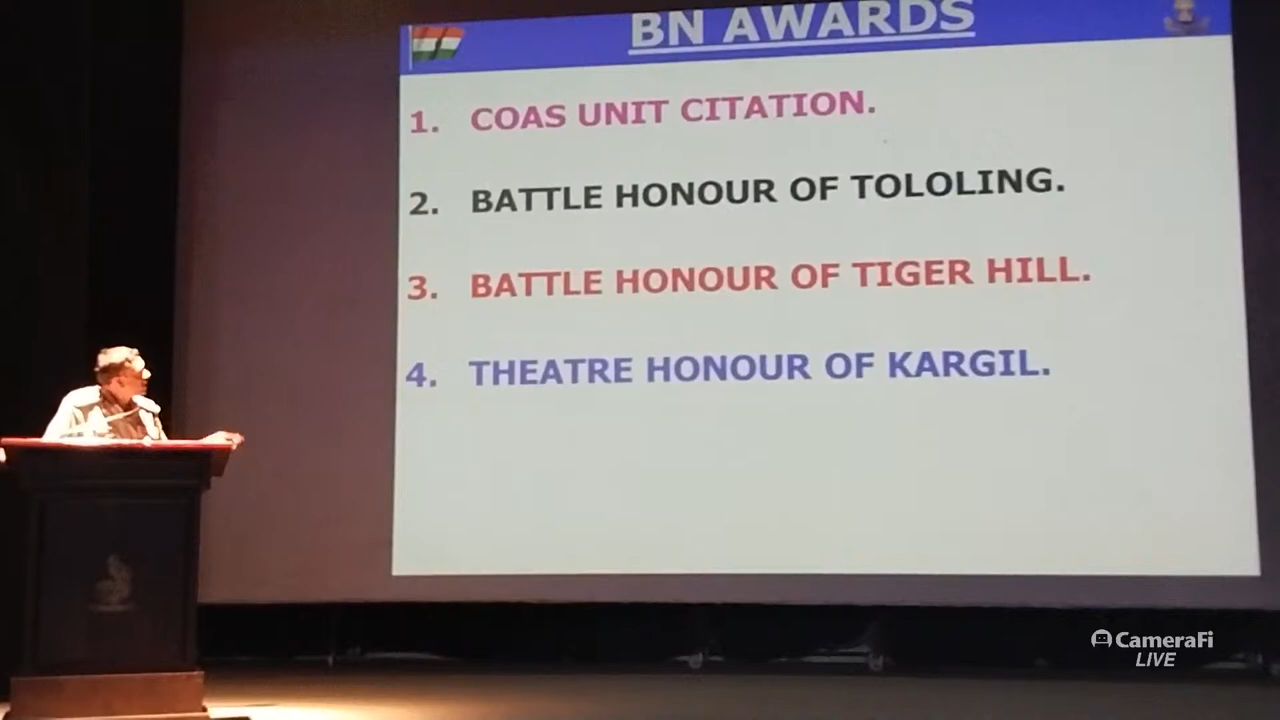 BN AWARDS
1. COAS UNIT CITATION.
2. BATTLE HONOUR OF TOLOLING.
3. BATTLE HONOUR OF TIGER HILL.
4. THEATRE HONOUR OF KARGIL.
CameraFi
LIVE